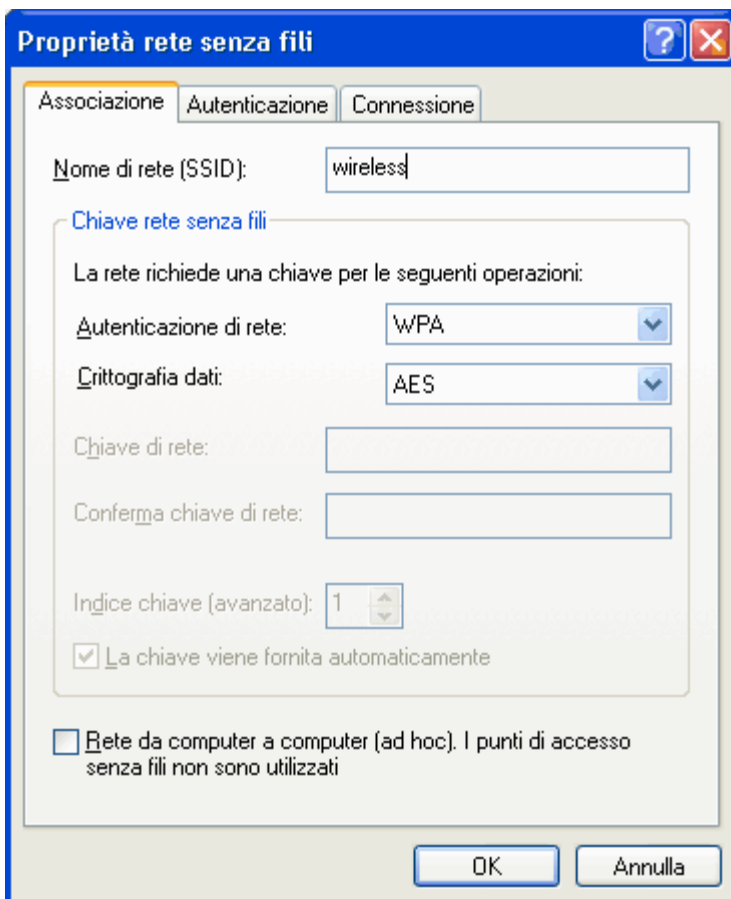 Proprietà rete senza fili
Associazione Autenticazione Connessione
Nome di rete (SSID): wireless
Chiave rete senza fili
La rete richiede una chiave per le seguenti operazioni:
Autenticazione di rete: WPA
Crittografia dati: AES
Chiave di rete:
Conferma chiave di rete:
Indice chiave (avanzato): 1
La chiave viene fornita automaticamente
Rete da computer a computer (ad hoc). I punti di accesso
senza fili non sono utilizzati
OK Annulla